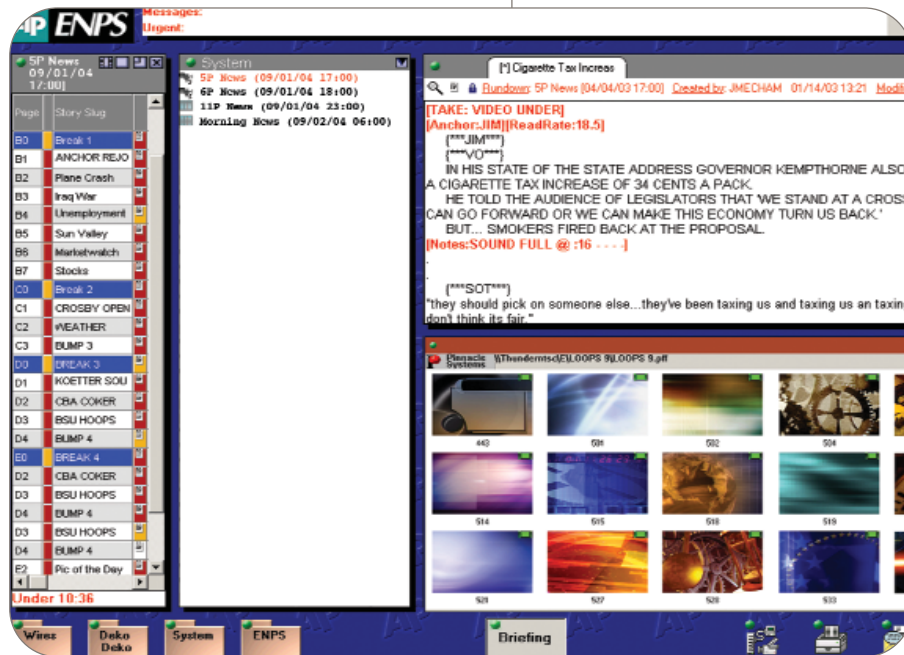 Messages:
AP ENPS
Urgent:
5P News
09/01/04
17:00]
Page Story Slug
B0 Break 1
B1 ANCHOR REJO
B2 Plane Crash
B3 Iraq War
B4 Unemployment
B5 Sun Valley
B6 Marketwatch
B7 Stocks
C0 Break 2
C1 CROSBY OPEN
C2 WEATHER
C3 BUMP 3
D0 BREAK 3
D1 KOETTER SOU
D2 CBA COKER
D3 BSU HOOPS
D4 BUMP 4
E0 BREAK 4
D2 CBA COKER
D3 BSU HOOPS
D4 BUMP 4
D3 BSU HOOPS
D4 BUMP 4
E2 Pic of the Day
Under 10:36
System
5P News (09/01/04 17:00)
6P News (09/01/04 18:00)
11P News (09/01/04 23:00)
Morning News (09/02/04 06:00)
[*] Cigarette Tax Increas
Rundown: 5P News [04/04/03 17:00] Created by: JMECHAM 01/14/03 13:21 Modifi
[TAKE: VIDEO UNDER]
[Anchor:JIM][ReadRate:18.5]
(***JIM***)
(***VO***)
IN HIS STATE OF THE STATE ADDRESS GOVERNOR KEMPTHORNE ALSO
A CIGARETTE TAX INCREASE OF 34 CENTS A PACK.
HE TOLD THE AUDIENCE OF LEGISLATORS THAT 'WE STAND AT A CROSS
CAN GO FORWARD OR WE CAN MAKE THIS ECONOMY TURN US BACK.'
BUT... SMOKERS FIRED BACK AT THE PROPOSAL.
[Notes:SOUND FULL @ :16 - - - -]
.
.
(***SOT***)
"they should pick on someone else...they've been taxing us and taxing us an taxing
don't think its fair."
Pinnacle Systems \\Thunderntsc\E\LOOPS 9\LOOPS 9.pff
443 501 502 504
514 515 518 519
521 527 528 533
Wires
Deko Deko
System
ENPS
Briefing